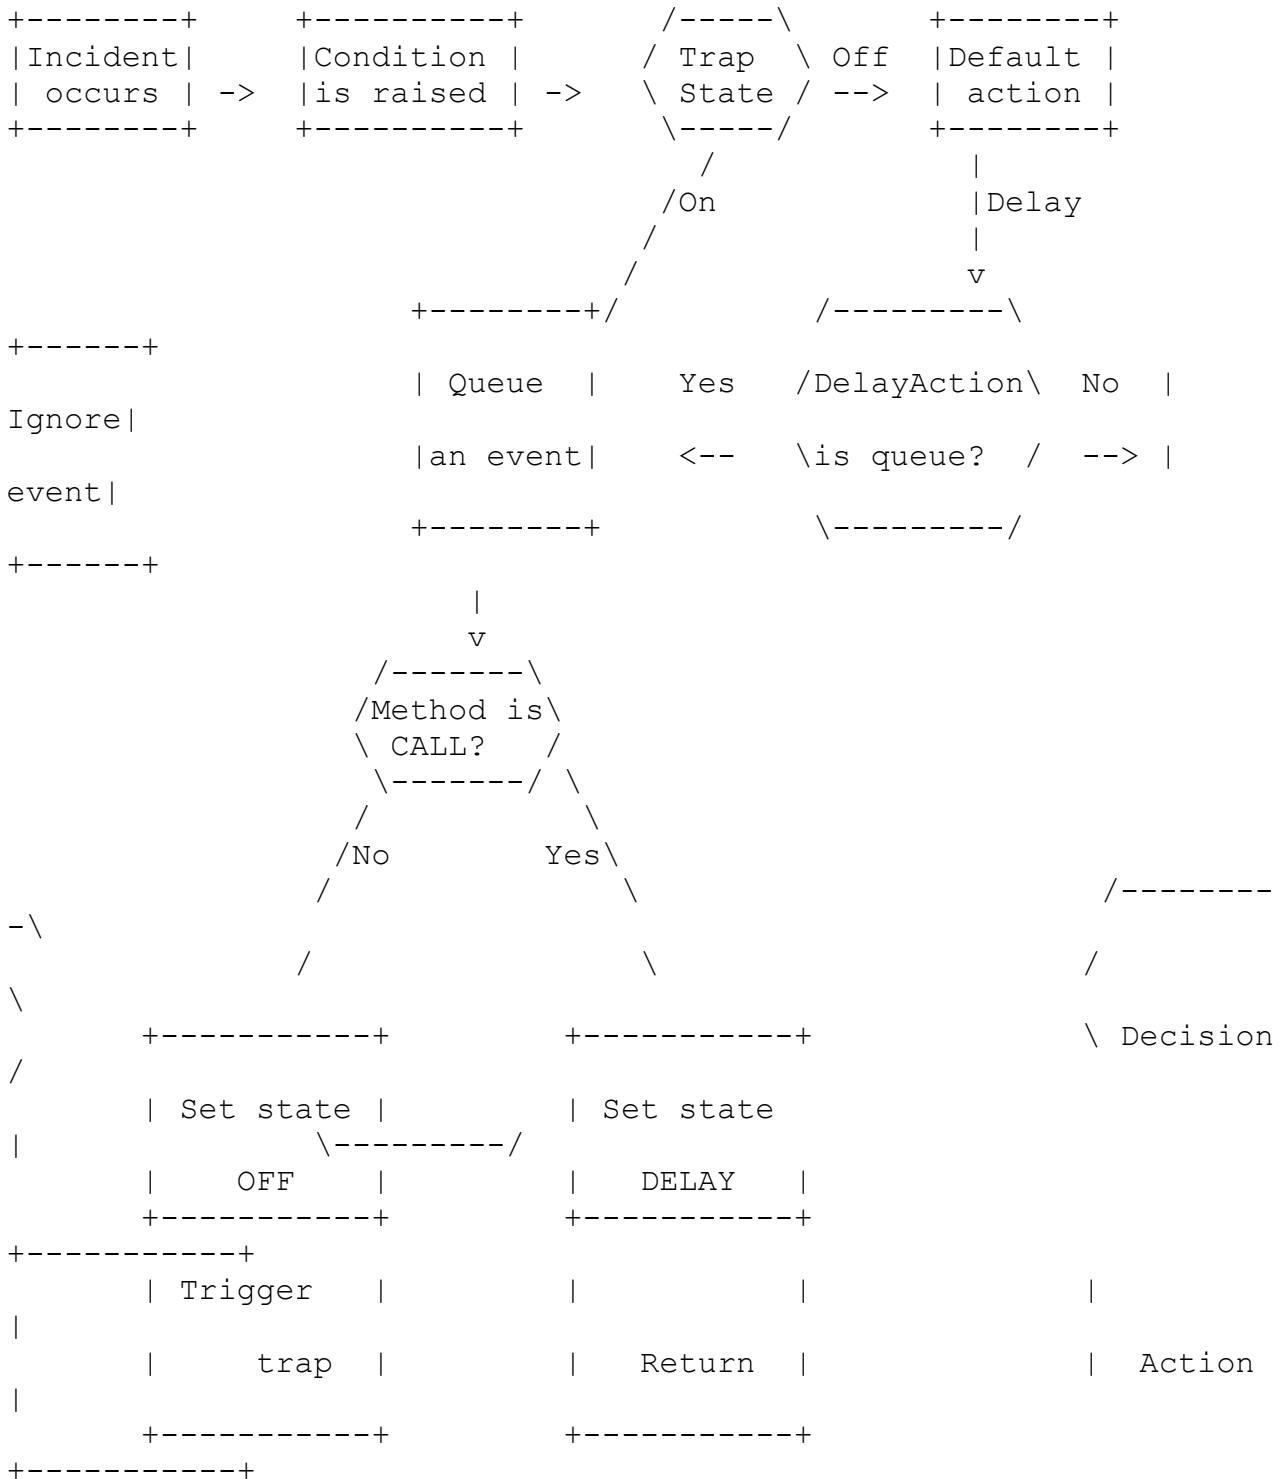 +--------+     +----------+       /-----\       +--------+
|Incident|     |Condition |      / Trap  \ Off  |Default |
| occurs | ->  |is raised | ->   \ State / -->  | action |
+--------+     +----------+       \-----/       +--------+
                                    /             |
                                  /On             |Delay
                                 /                |
                                /                 v
                     +--------+/          /---------\
+------+
                     | Queue  |    Yes   /DelayAction\  No  |
Ignore|
                     |an event|    <--   \is queue?  /  --> |
event|
                     +--------+           \---------/
+------+
                        |
                        v
                   /-------\
                  /Method is\
                  \ CALL?   /
                   \-------/ \
                  /           \
                 /No        Yes\
                /               \                        /--------
-\
               /                 \                      /
\
       +-----------+         +-----------+              \ Decision
/
       | Set state |         | Set state
|               \---------/
       |    OFF    |         |   DELAY   |
       +-----------+         +-----------+
+-----------+
       | Trigger   |         |           |              |
|
       |     trap  |         |   Return  |              |  Action
|
       +-----------+         +-----------+
+-----------+